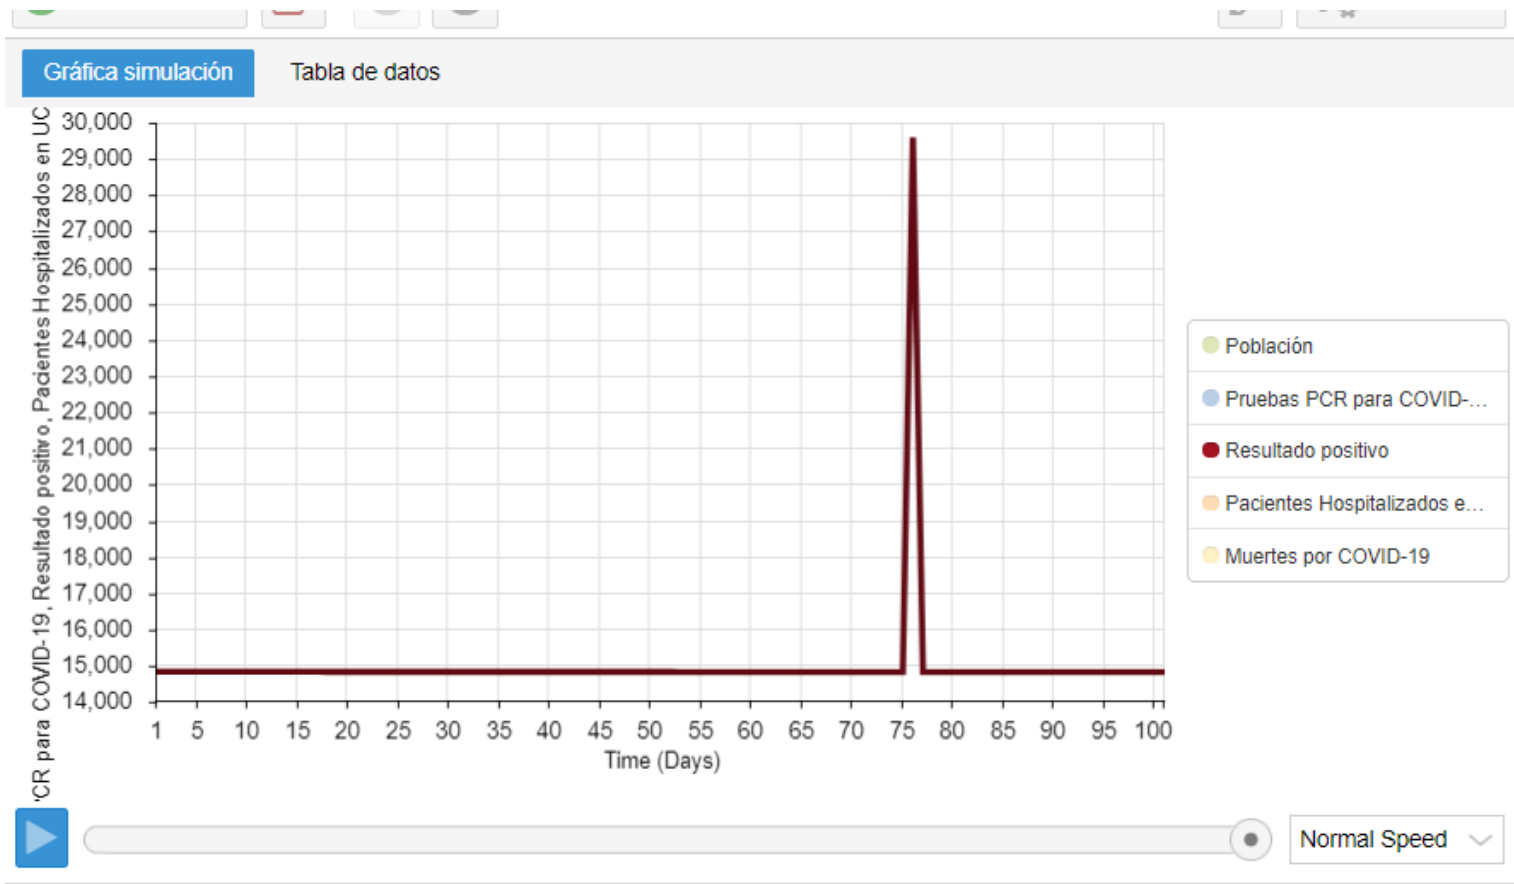 Gráfica simulación
Tabla de datos
CR para COVID-19, Resultado positivo, Pacientes Hospitalizados en UC
30,000
29,000
28,000
27,000
26,000
25,000
24,000
23,000
22,000
21,000
20,000
19,000
18,000
17,000
16,000
15,000
14,000
1 5 10 15 20 25 30 35 40 45 50 55 60 65 70 75 80 85 90 95 100
Time (Days)
Población
Pruebas PCR para COVID-...
Resultado positivo
Pacientes Hospitalizados e...
Muertes por COVID-19
Normal Speed